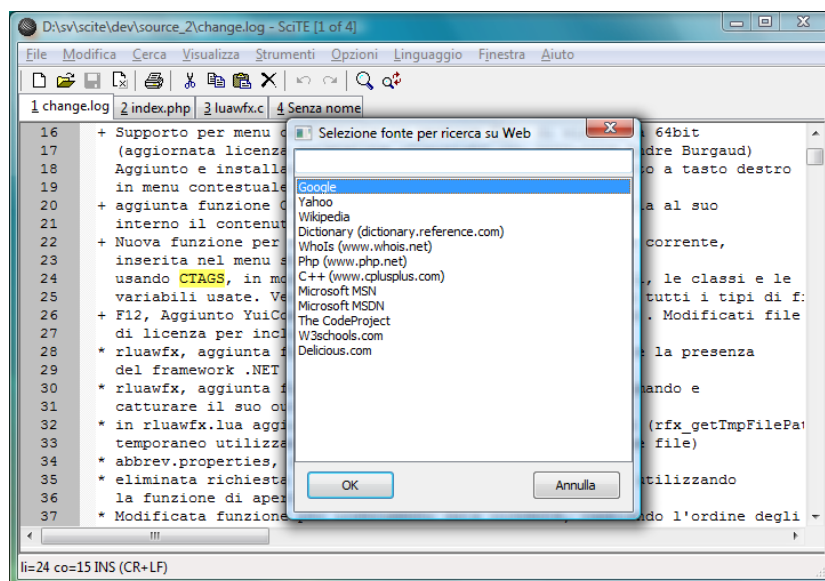 D:\sv\scite\dev\source_2\change.log - SciTE [1 of 4]
File Modifica Cerca Visualizza Strumenti Opzioni Linguaggio Finestra Aiuto
1 change.log 2 index.php 3 luawfx.c 4 Senza nome
Selezione fonte per ricerca su Web
Google
Yahoo
Wikipedia
Dictionary (dictionary.reference.com)
WhoIs (www.whois.net)
Php (www.php.net)
C++ (www.cplusplus.com)
Microsoft MSN
Microsoft MSDN
The CodeProject
W3schools.com
Delicious.com
OK Annulla
16 + Supporto per menu 64bit
17 (aggiornata licenza dre Burgaud)
18 Aggiunto e installa o a tasto destro
19 in menu contestuale
20 + aggiunta funzione a al suo
21 interno il contenut
22 + Nuova funzione per corrente,
23 inserita nel menu
24 usando CTAGS, in mo , le classi e le
25 variabili usate. Ve tutti i tipi di f
26 + F12, Aggiunto YuiCo . Modificati file
27 di licenza per incl
28 * rluawfx, aggiunta f e la presenza
29 del framework .NET
30 * rluawfx, aggiunta f mando e
31 catturare il suo ou
32 * in rluawfx.lua aggi (rfx_getTmpFilePat
33 temporaneo utilizza file)
34 * abbrev.properties,
35 * eliminata richiesta utilizzando
36 la funzione di aper
37 * Modificata funzione ndo l'ordine degli
li=24 co=15 INS (CR+LF)